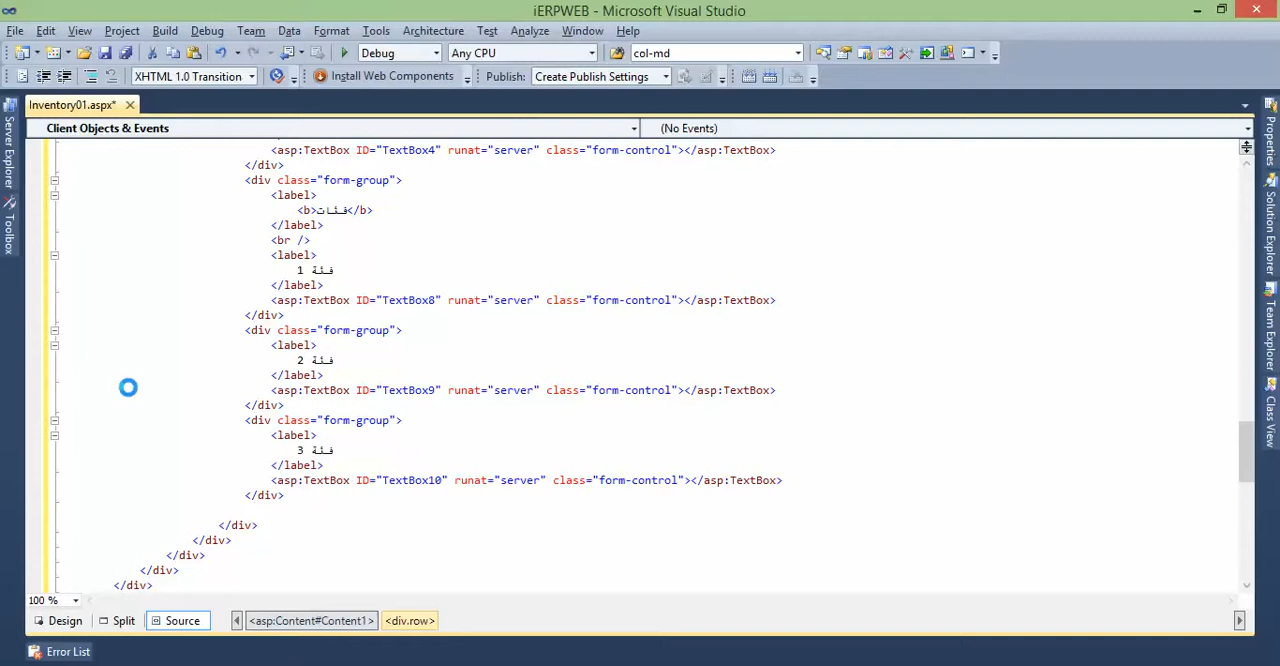 iERPWEB - Microsoft Visual Studio
File Edit View Project Build Debug Team Data Format Tools Architecture Test Analyze Window Help
Debug Any CPU col-md
XHTML 1.0 Transition Install Web Components Publish: Create Publish Settings
Inventory01.aspx*
Client Objects & Events (No Events)
<asp:TextBox ID="TextBox4" runat="server" class="form-control"></asp:TextBox>
</div>
<div class="form-group">
<label>
<b>فئات</b>
</label>
<br />
<label>
فئة 1
</label>
<asp:TextBox ID="TextBox8" runat="server" class="form-control"></asp:TextBox>
</div>
<div class="form-group">
<label>
فئة 2
</label>
<asp:TextBox ID="TextBox9" runat="server" class="form-control"></asp:TextBox>
</div>
<div class="form-group">
<label>
فئة 3
</label>
<asp:TextBox ID="TextBox10" runat="server" class="form-control"></asp:TextBox>
</div>
</div>
</div>
</div>
</div>
</div>
100 %
Design Split Source <asp:Content#Content1> <div.row>
Error List
Server Explorer
Toolbox
Properties
Solution Explorer
Team Explorer
Class View